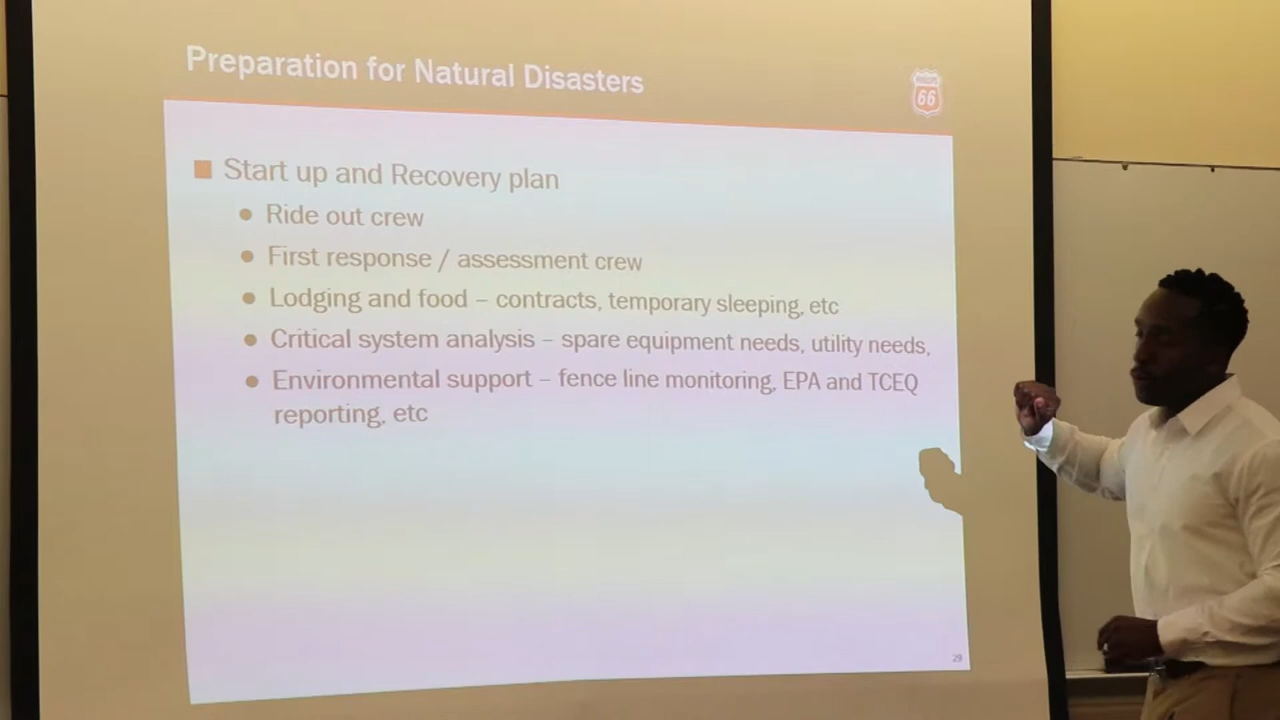 Preparation for Natural Disasters
PHILLIPS
66
Start up and Recovery plan
Ride out crew
First response / assessment crew
Lodging and food – contracts, temporary sleeping, etc
Critical system analysis – spare equipment needs, utility needs,
Environmental support – fence line monitoring, EPA and TCEQ
reporting, etc
29